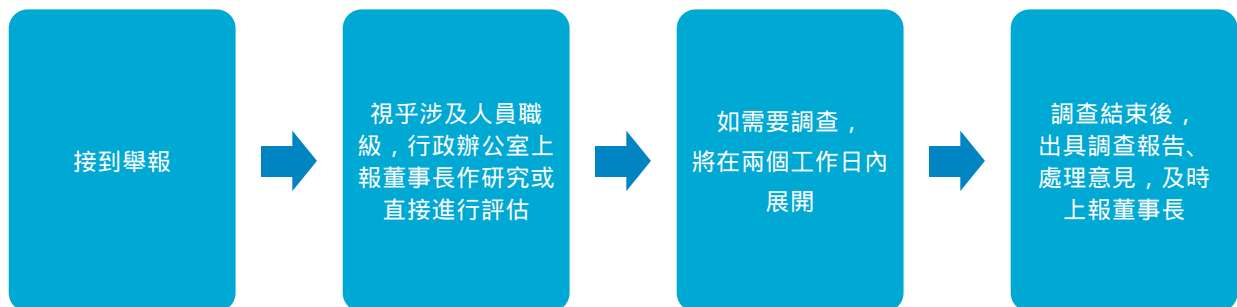 接到舉報
視乎涉及人員職
級，行政辦公室上
報董事長作研究或
直接進行評估
如需要調查，
將在兩個工作日內
展開
調查結束後，
出具調查報告、
處理意見，及時
上報董事長